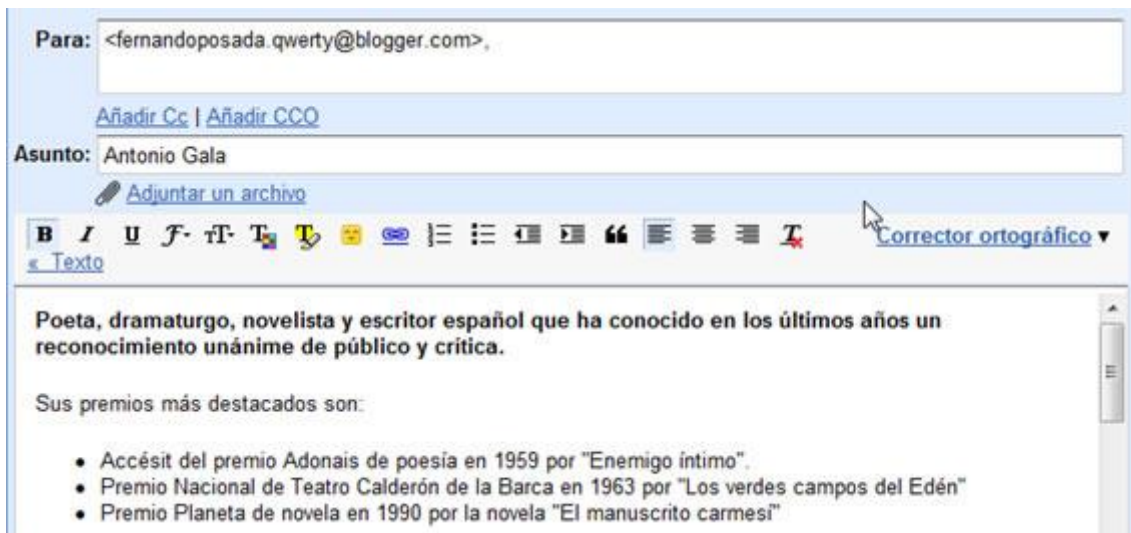 Para: <fernandoposada.qwerty@blogger.com>,
Añadir Cc | Añadir CCO
Asunto: Antonio Gala
Adjuntar un archivo
B I U F TT T T Corrector ortográfico
« Texto
Poeta, dramaturgo, novelista y escritor español que ha conocido en los últimos años un
reconocimiento unánime de público y crítica.
Sus premios más destacados son:
• Accésit del premio Adonais de poesía en 1959 por "Enemigo íntimo".
• Premio Nacional de Teatro Calderón de la Barca en 1963 por "Los verdes campos del Edén"
• Premio Planeta de novela en 1990 por la novela "El manuscrito carmesí"